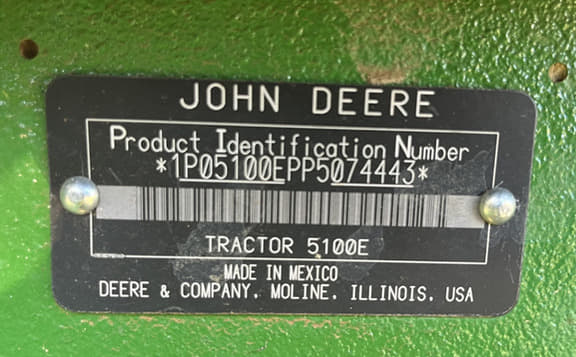 JOHN DEERE
Product Identification Number
*1P05100EPP5074443*
TRACTOR 5100E
MADE IN MEXICO
DEERE & COMPANY, MOLINE, ILLINOIS, USA